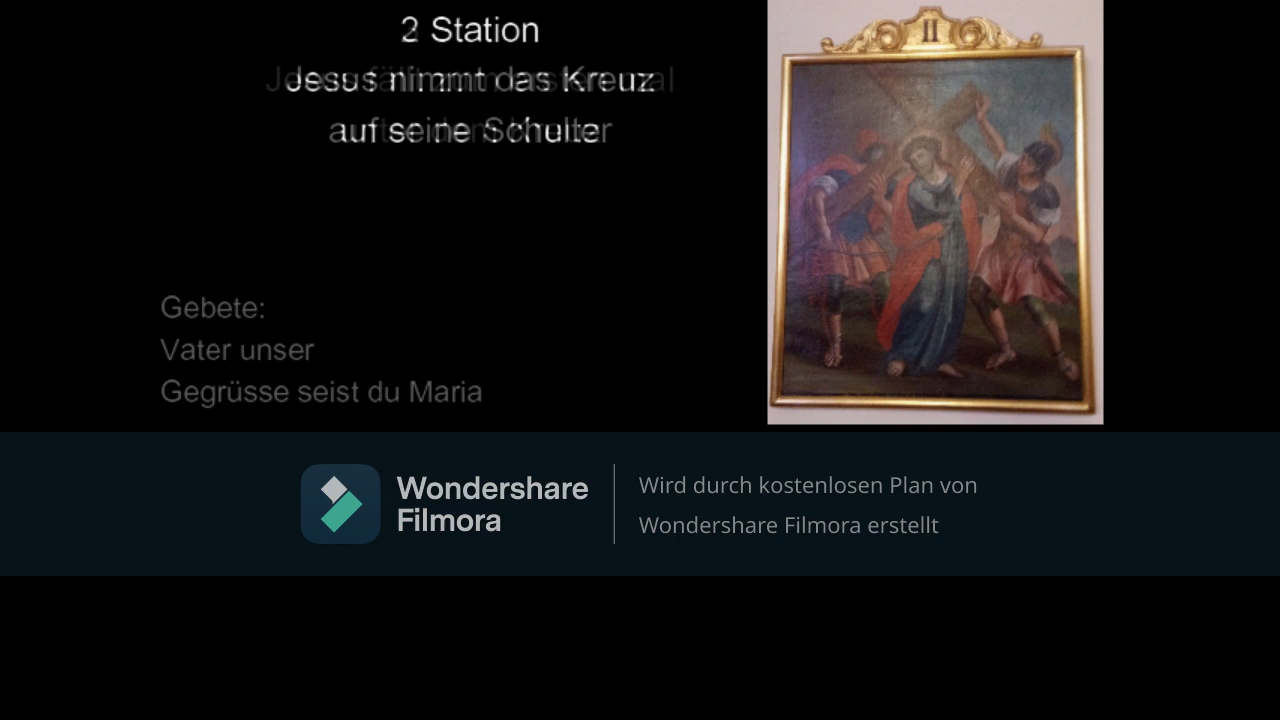 2 Station
Jesus nimmt das Kreuz
auf seine Schulter
II
Gebete:
Vater unser
Gegrüsse seist du Maria
Wondershare
Filmora
Wird durch kostenlosen Plan von
Wondershare Filmora erstellt